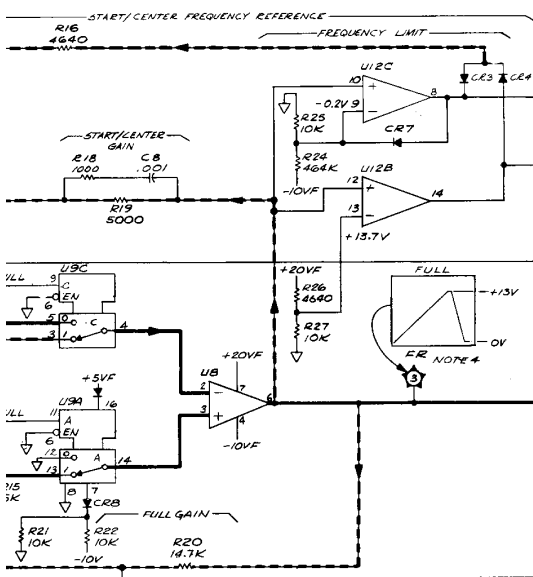 START/CENTER FREQUENCY REFERENCE
R16
4640
FREQUENCY LIMIT
U12C
10
+
8
CR3
CR4
-0.2V 9
-
R25
10K
CR7
START/CENTER
GAIN
R24
464K
-10VF
U12B
R18
1000
C8
.001
12
+
14
13
-
R19
5000
+13.7V
U9C
+20VF
FULL
9
C
EN
6
R26
4640
+13V
5
0
C
4
3
1
R27
10K
0V
FR NOTE 4
U8
+20VF
3
+5VF
2
-
7
6
U9A
16
3
+
4
11
A
EN
6
-10VF
12
0
A
14
13
1
8
7
CR8
FULL GAIN
R21
10K
R22
10K
R20
14.7K
-10V